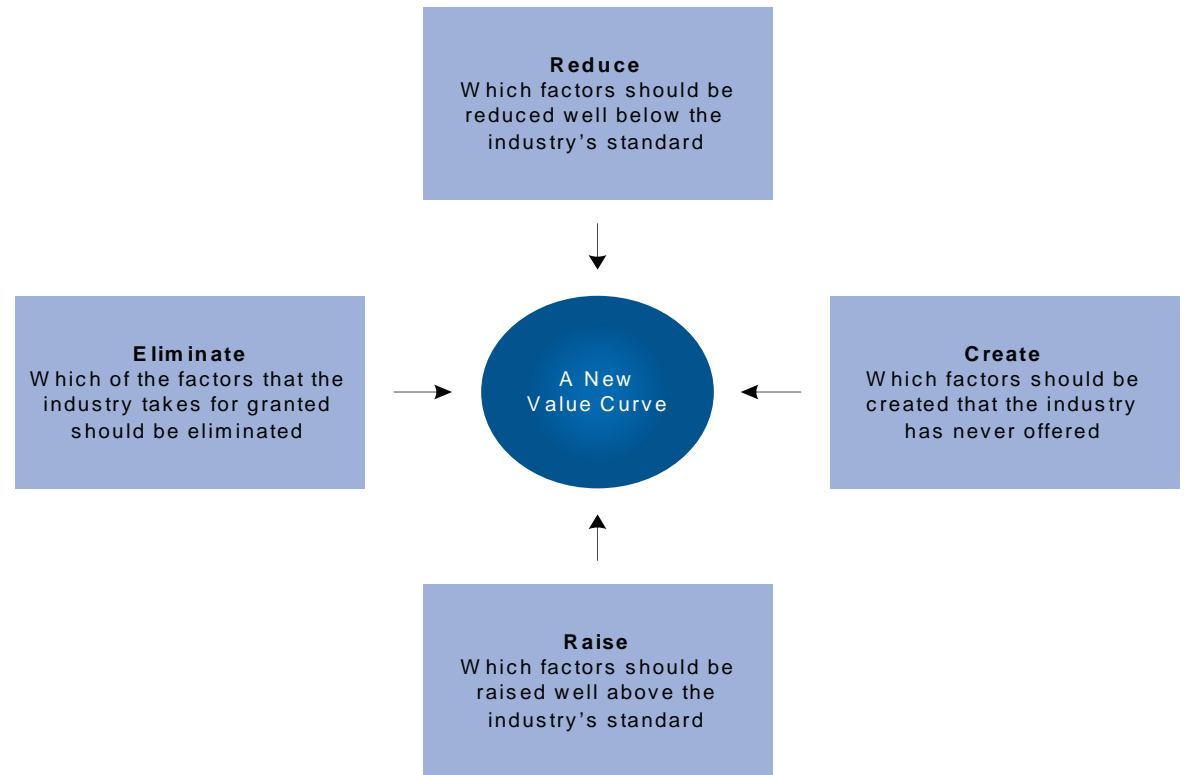 Reduce
Which factors should be
reduced well below the
industry’s standard
Eliminate
Which of the factors that the
industry takes for granted
should be eliminated
A New
Value Curve
Create
Which factors should be
created that the industry
has never offered
Raise
Which factors should be
raised well above the
industry’s standard